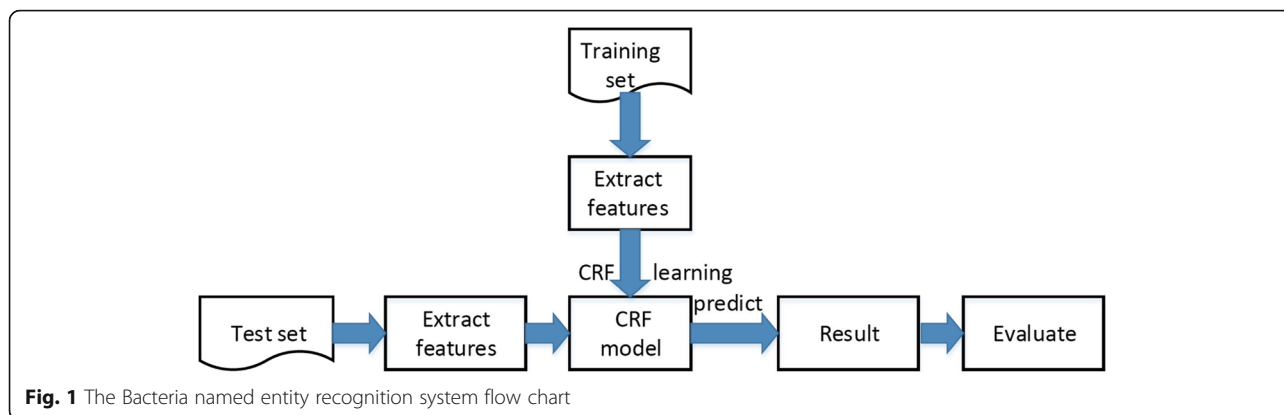 Training
set
Extract
features
CRF learning
predict
Test set
Extract
features
CRF
model
Result
Evaluate
Fig. 1 The Bacteria named entity recognition system flow chart